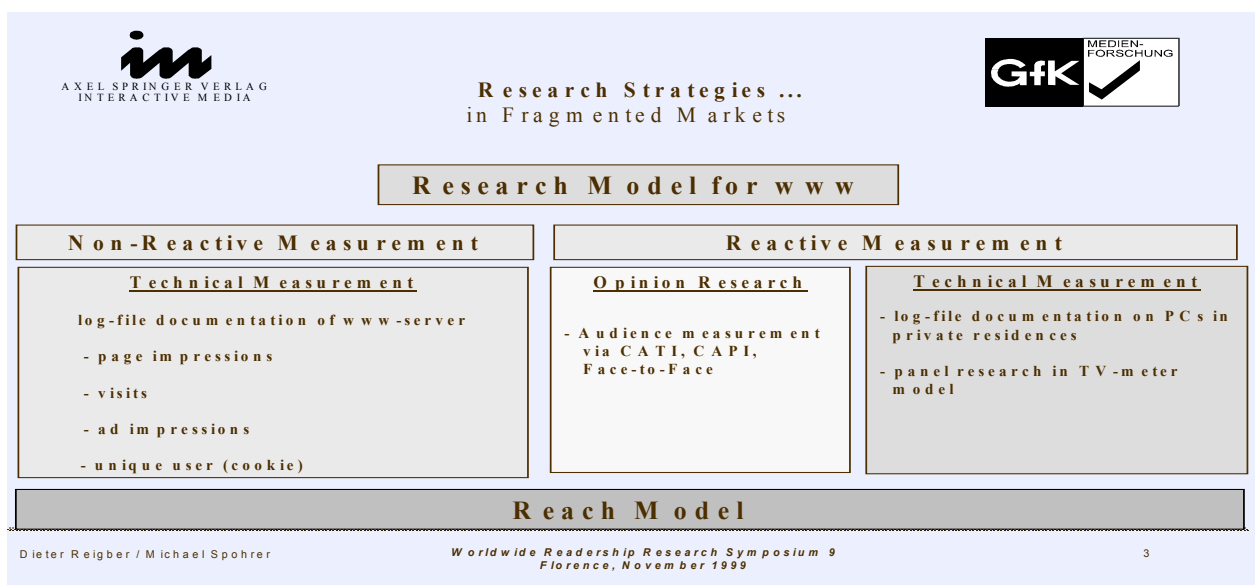 im
AXEL SPRINGER VERLAG
INTERACTIVE MEDIA
Research Strategies ...
in Fragmented Markets
GfK
MEDIEN-
FORSCHUNG
Research Model for www
Non-Reactive Measurement
Technical Measurement
log-file documentation of www-server
- page impressions
- visits
- ad impressions
- unique user (cookie)
Reactive Measurement
Opinion Research
- Audience measurement
via CATI, CAPI,
Face-to-Face
Technical Measurement
- log-file documentation on PCs in
private residences
- panel research in TV-meter
model
Reach Model
Dieter Reigber / Michael Spohrer
Worldwide Readership Research Symposium 9
Florence, November 1999
3